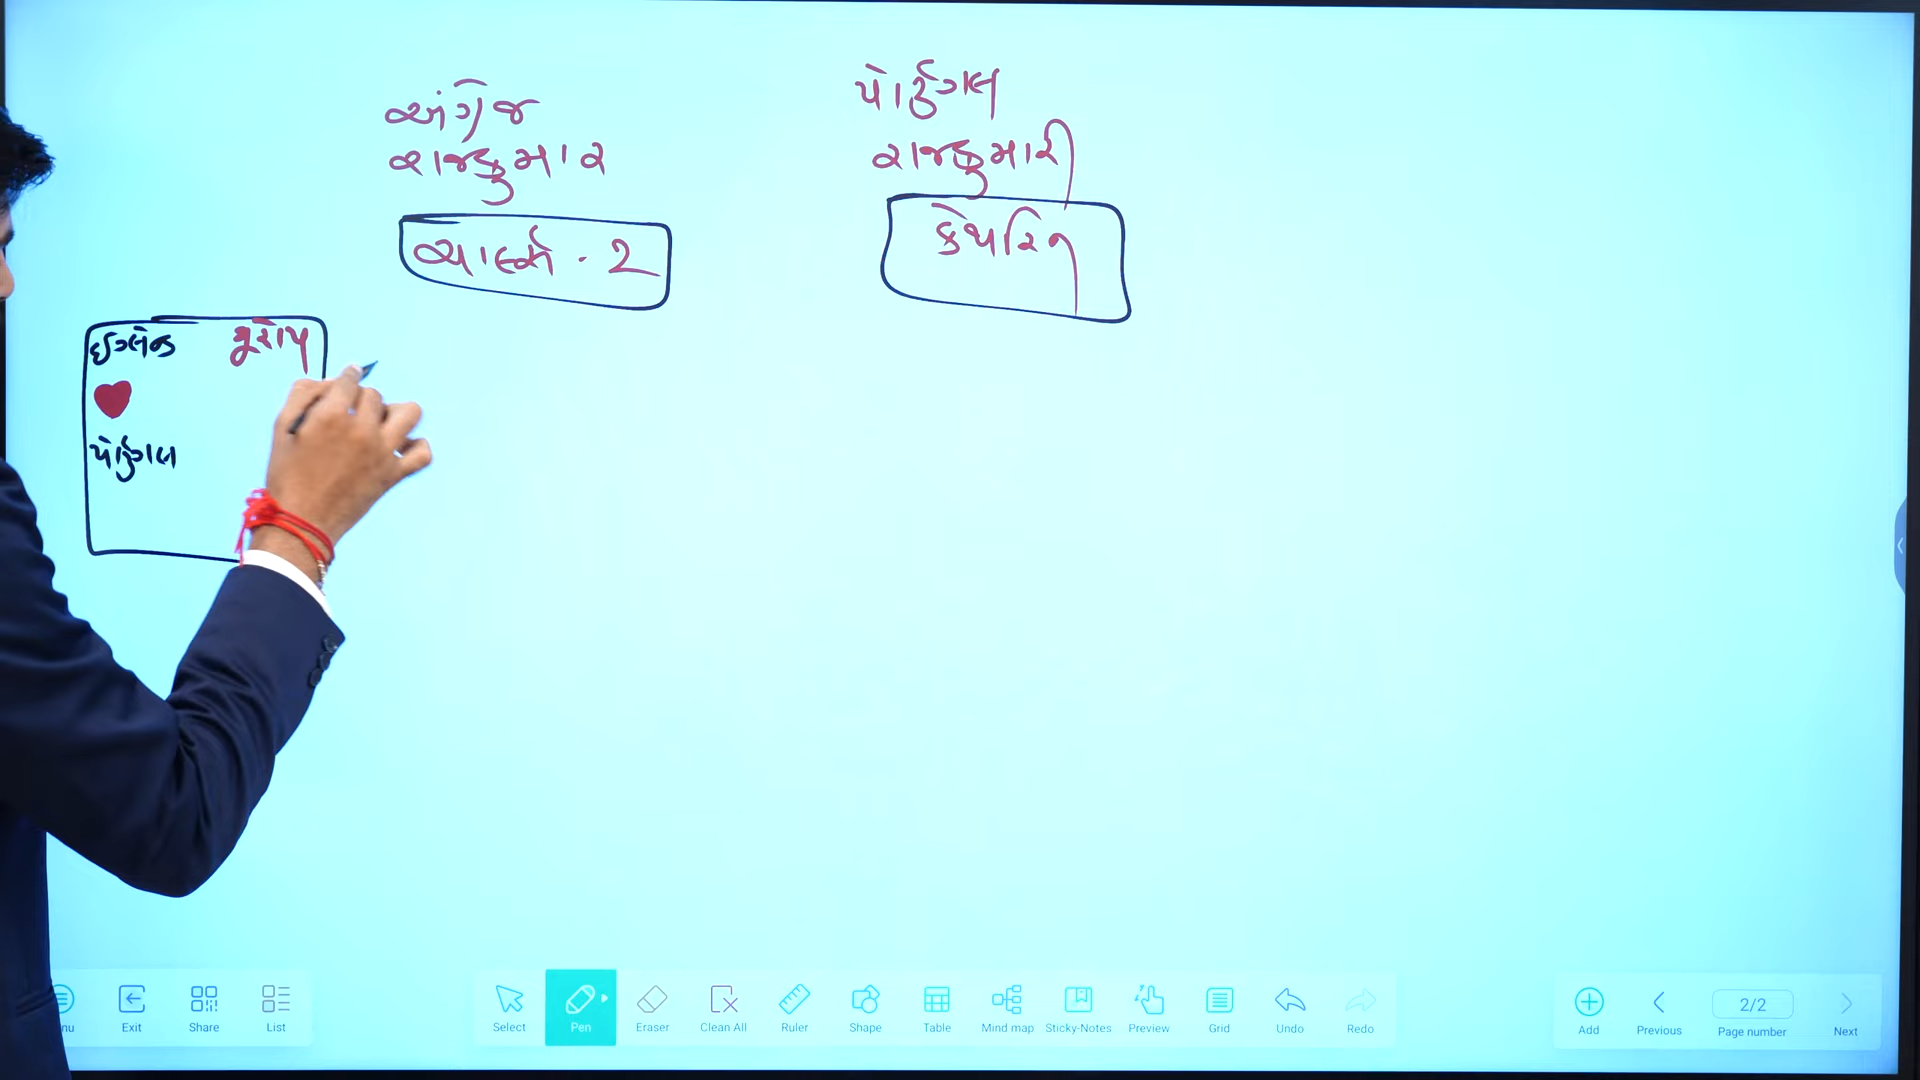 અંગ્રેજ
રાજકુમાર
ચાર્લ્સ - 2
પોર્ટુગલ
રાજકુમારી
કેથરિન
ઈંગ્લેન્ડ યુરોપ
પોર્ટુગલ
Exit Share List Select Pen Eraser Clean All Ruler Shape Table Mind map Sticky-Notes Preview Grid Undo Redo Add Previous 2/2 Page number Next